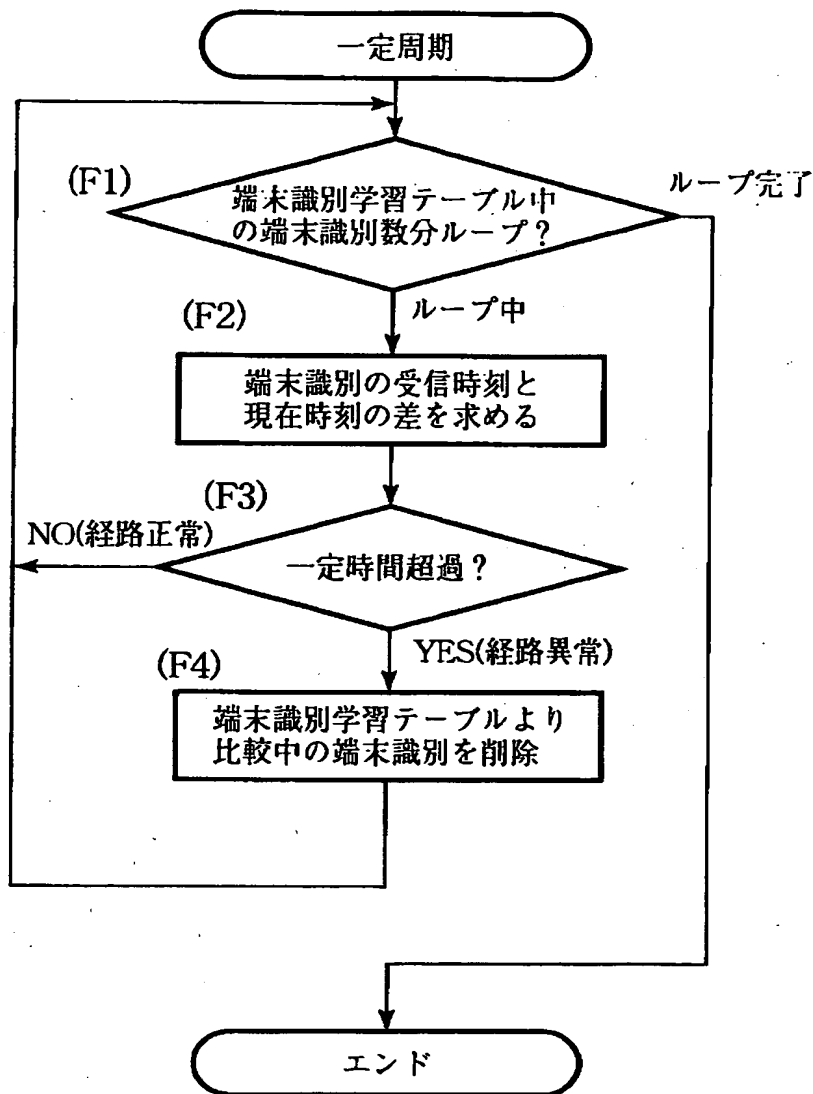 一定周期
(F1)
端末識別学習テーブル中
の端末識別数分ループ？
ループ完了
ループ中
(F2)
端末識別の受信時刻と
現在時刻の差を求める
(F3)
NO(経路正常)
一定時間超過？
YES(経路異常)
(F4)
端末識別学習テーブルより
比較中の端末識別を削除
エンド